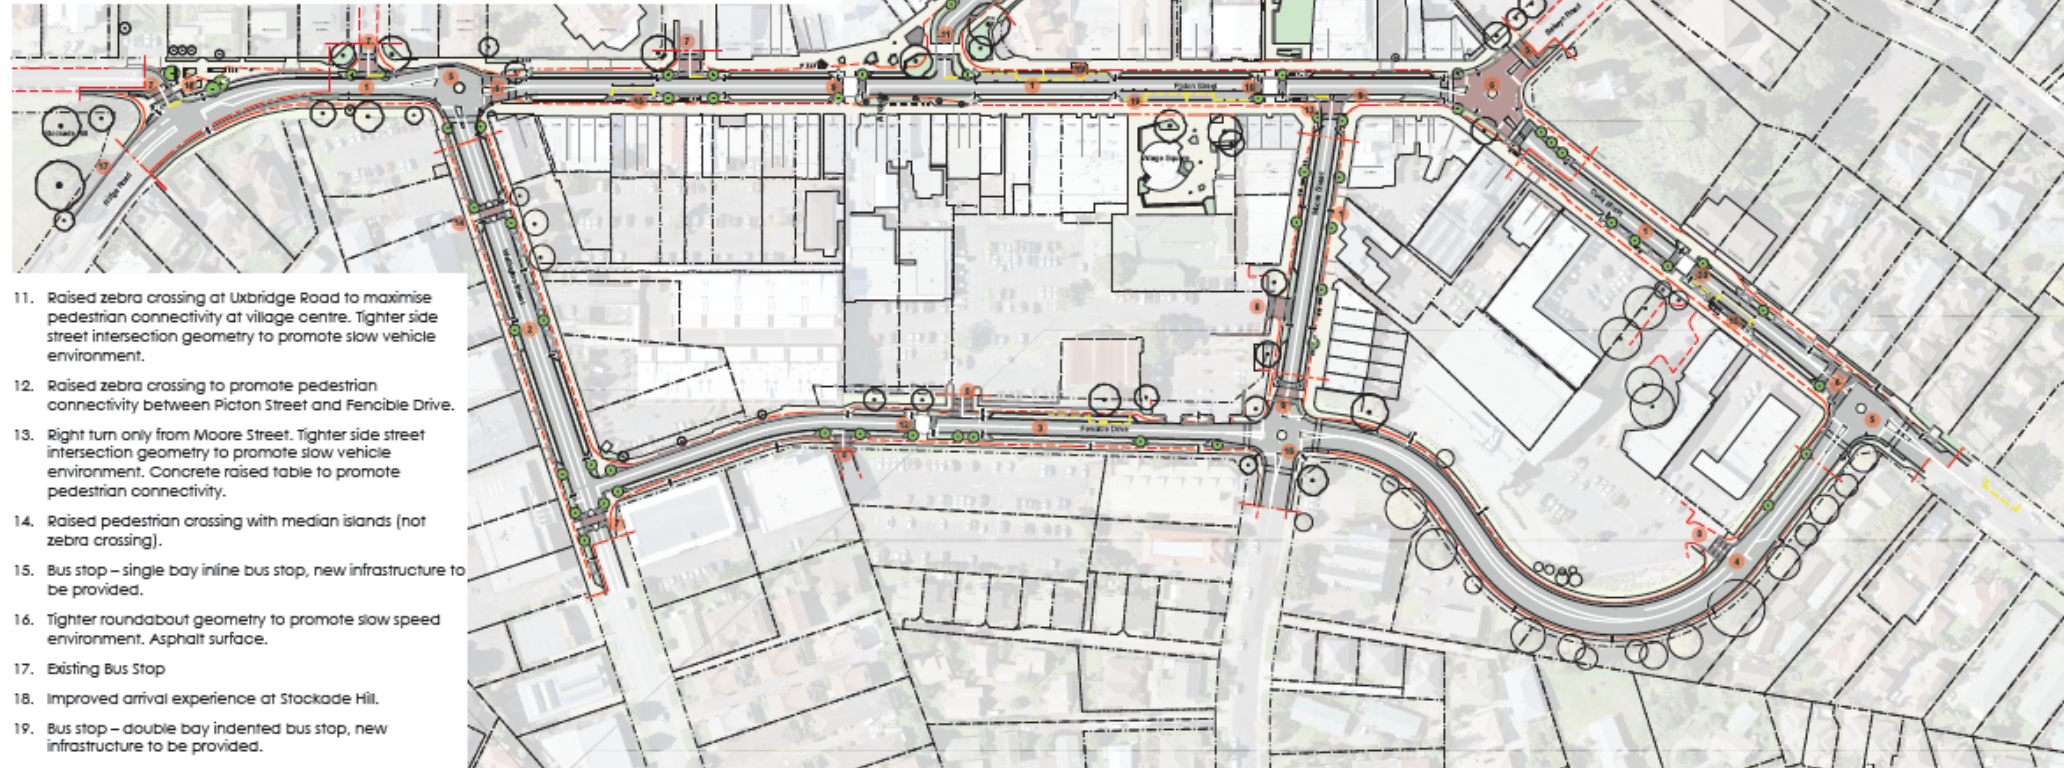 Stockade Hill
Ridge Road
Picton Street
Village Square
Moore Street
Fencible Drive
11. Raised zebra crossing at Uxbridge Road to maximise
pedestrian connectivity at village centre. Tighter side
street intersection geometry to promote slow vehicle
environment.
12. Raised zebra crossing to promote pedestrian
connectivity between Picton Street and Fencible Drive.
13. Right turn only from Moore Street. Tighter side street
intersection geometry to promote slow vehicle
environment. Concrete raised table to promote
pedestrian connectivity.
14. Raised pedestrian crossing with median islands (not
zebra crossing).
15. Bus stop – single bay inline bus stop, new infrastructure to
be provided.
16. Tighter roundabout geometry to promote slow speed
environment. Asphalt surface.
17. Existing Bus Stop
18. Improved arrival experience at Stockade Hill.
19. Bus stop – double bay indented bus stop, new
infrastructure to be provided.